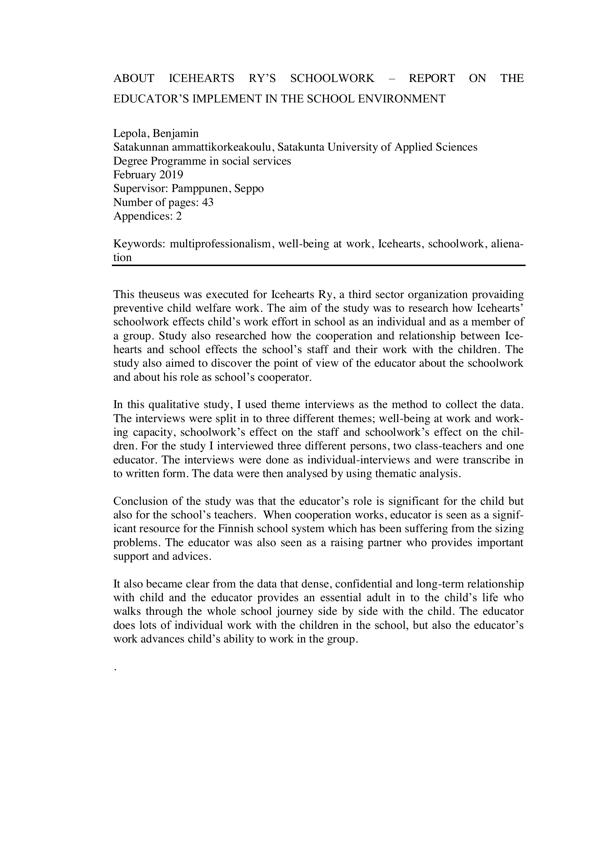 ABOUT ICEHEARTS RY'S SCHOOLWORK – REPORT ON THE
EDUCATOR'S IMPLEMENT IN THE SCHOOL ENVIRONMENT
Lepola, Benjamin
Satakunnan ammattikorkeakoulu, Satakunta University of Applied Sciences
Degree Programme in social services
February 2019
Supervisor: Pamppunen, Seppo
Number of pages: 43
Appendices: 2
Keywords: multiprofessionalism, well-being at work, Icehearts, schoolwork, aliena-
tion
This theuseus was executed for Icehearts Ry, a third sector organization provaiding
preventive child welfare work. The aim of the study was to research how Icehearts'
schoolwork effects child's work effort in school as an individual and as a member of
a group. Study also researched how the cooperation and relationship between Ice-
hearts and school effects the school's staff and their work with the children. The
study also aimed to discover the point of view of the educator about the schoolwork
and about his role as school's cooperator.
In this qualitative study, I used theme interviews as the method to collect the data.
The interviews were split in to three different themes; well-being at work and work-
ing capacity, schoolwork's effect on the staff and schoolwork's effect on the chil-
dren. For the study I interviewed three different persons, two class-teachers and one
educator. The interviews were done as individual-interviews and were transcribe in
to written form. The data were then analysed by using thematic analysis.
Conclusion of the study was that the educator's role is significant for the child but
also for the school's teachers. When cooperation works, educator is seen as a signif-
icant resource for the Finnish school system which has been suffering from the sizing
problems. The educator was also seen as a raising partner who provides important
support and advices.
It also became clear from the data that dense, confidential and long-term relationship
with child and the educator provides an essential adult in to the child's life who
walks through the whole school journey side by side with the child. The educator
does lots of individual work with the children in the school, but also the educator's
work advances child's ability to work in the group.
.